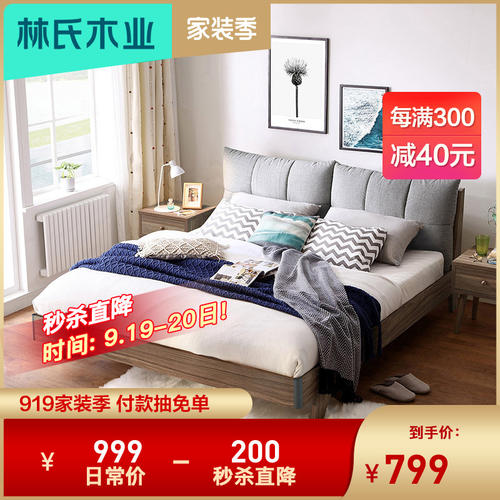 林氏木业 家装季
每满300
减40元
秒杀直降
时间: 9.19-20日!
919家装季 付款抽免单
到手价:
¥ 999 - 200 ¥799
日常价 秒杀直降